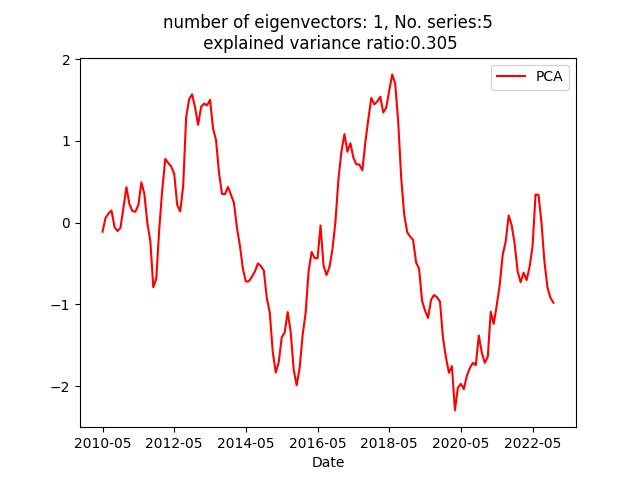 number of eigenvectors: 1, No. series:5
explained variance ratio:0.305
PCA
2
1
0
−1
−2
2010-05 2012-05 2014-05 2016-05 2018-05 2020-05 2022-05
Date